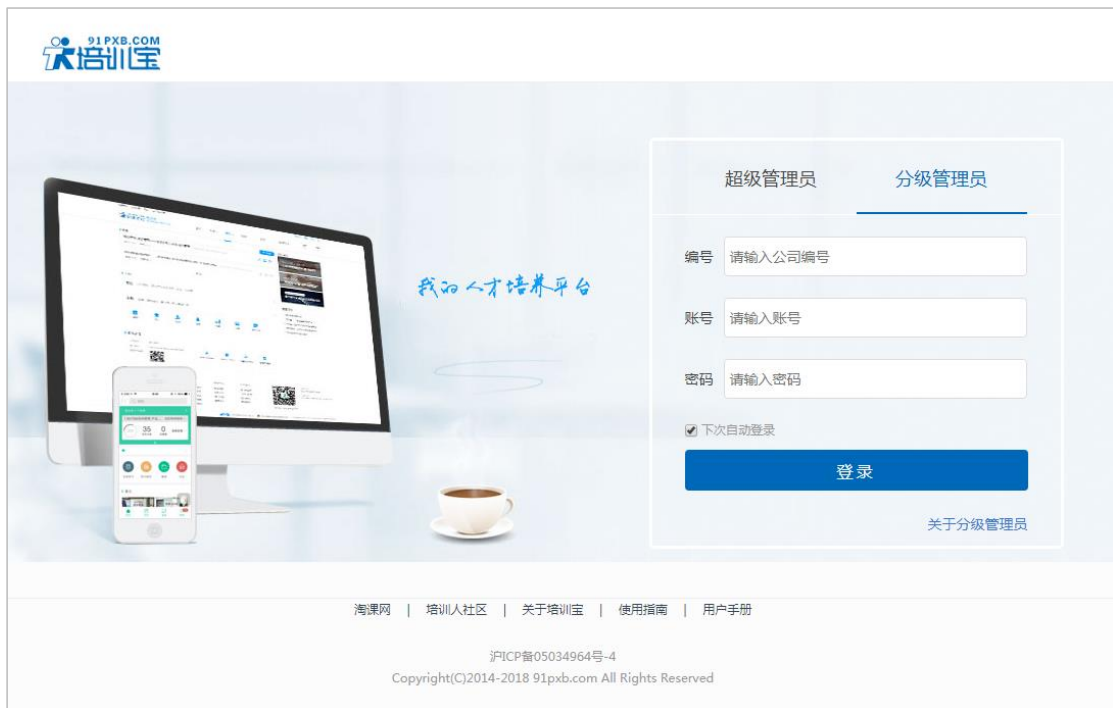 91PXB.COM
培训宝
超级管理员 分级管理员
编号 请输入公司编号
我的人才培养平台
账号 请输入账号
密码 请输入密码
35 0
下次自动登录
登录
关于分级管理员
淘课网 | 培训人社区 | 关于培训宝 | 使用指南 | 用户手册
沪ICP备05034964号-4
Copyright(C)2014-2018 91pxb.com All Rights Reserved